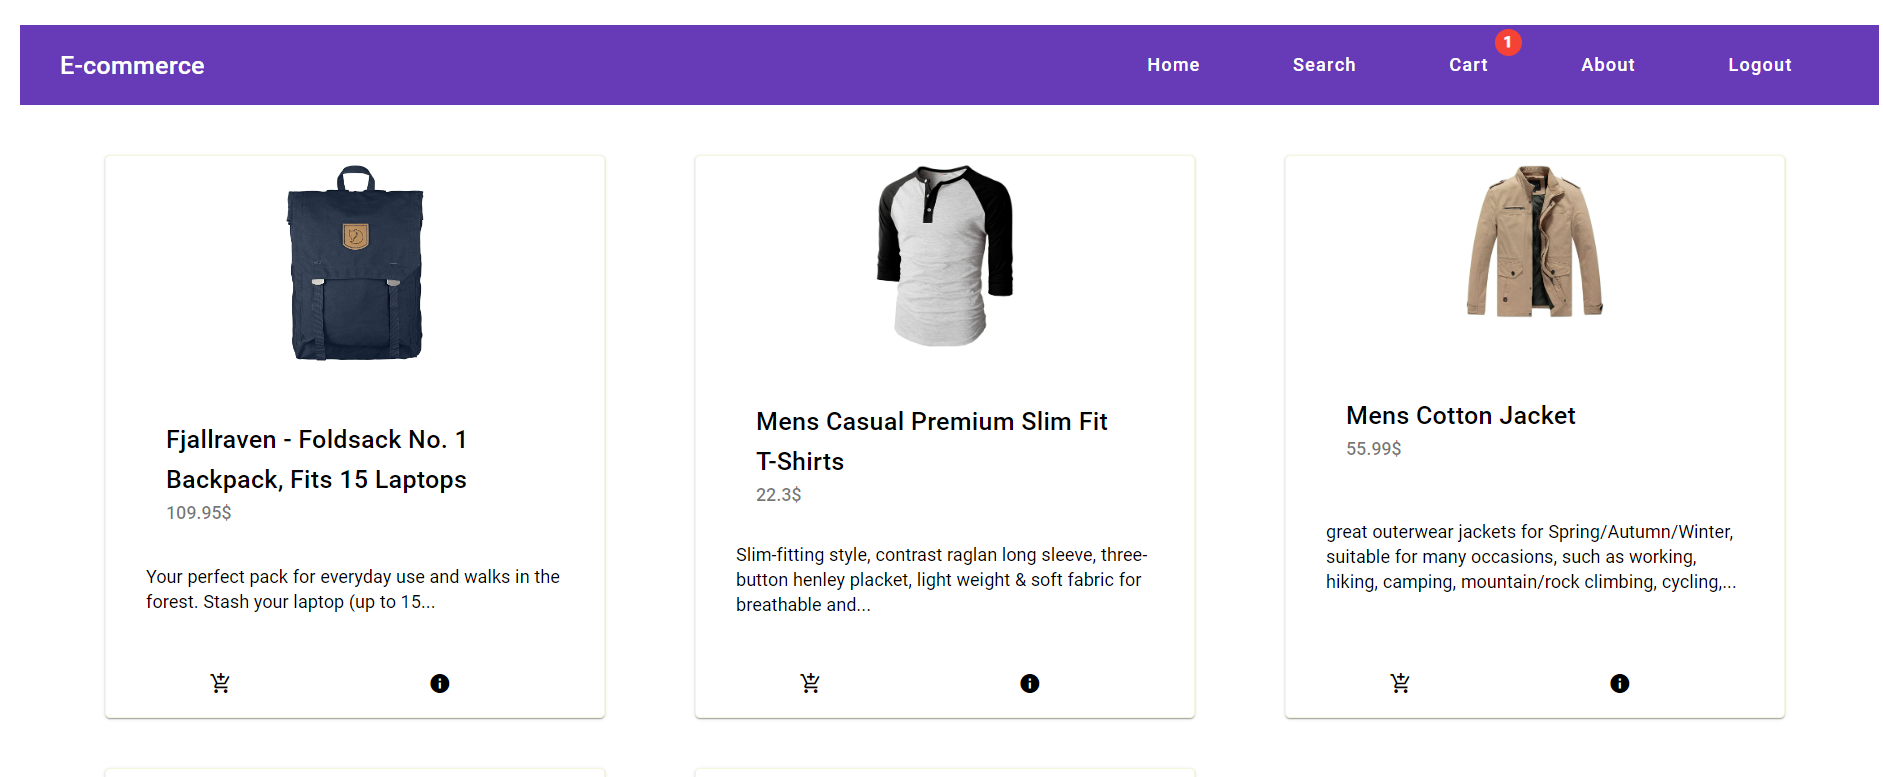 E-commerce
Home
Search
Cart
1
About
Logout
Fjallraven - Foldsack No. 1
Backpack, Fits 15 Laptops
109.95$
Your perfect pack for everyday use and walks in the
forest. Stash your laptop (up to 15...
Mens Casual Premium Slim Fit
T-Shirts
22.3$
Slim-fitting style, contrast raglan long sleeve, three-
button henley placket, light weight & soft fabric for
breathable and...
Mens Cotton Jacket
55.99$
great outerwear jackets for Spring/Autumn/Winter,
suitable for many occasions, such as working,
hiking, camping, mountain/rock climbing, cycling,...